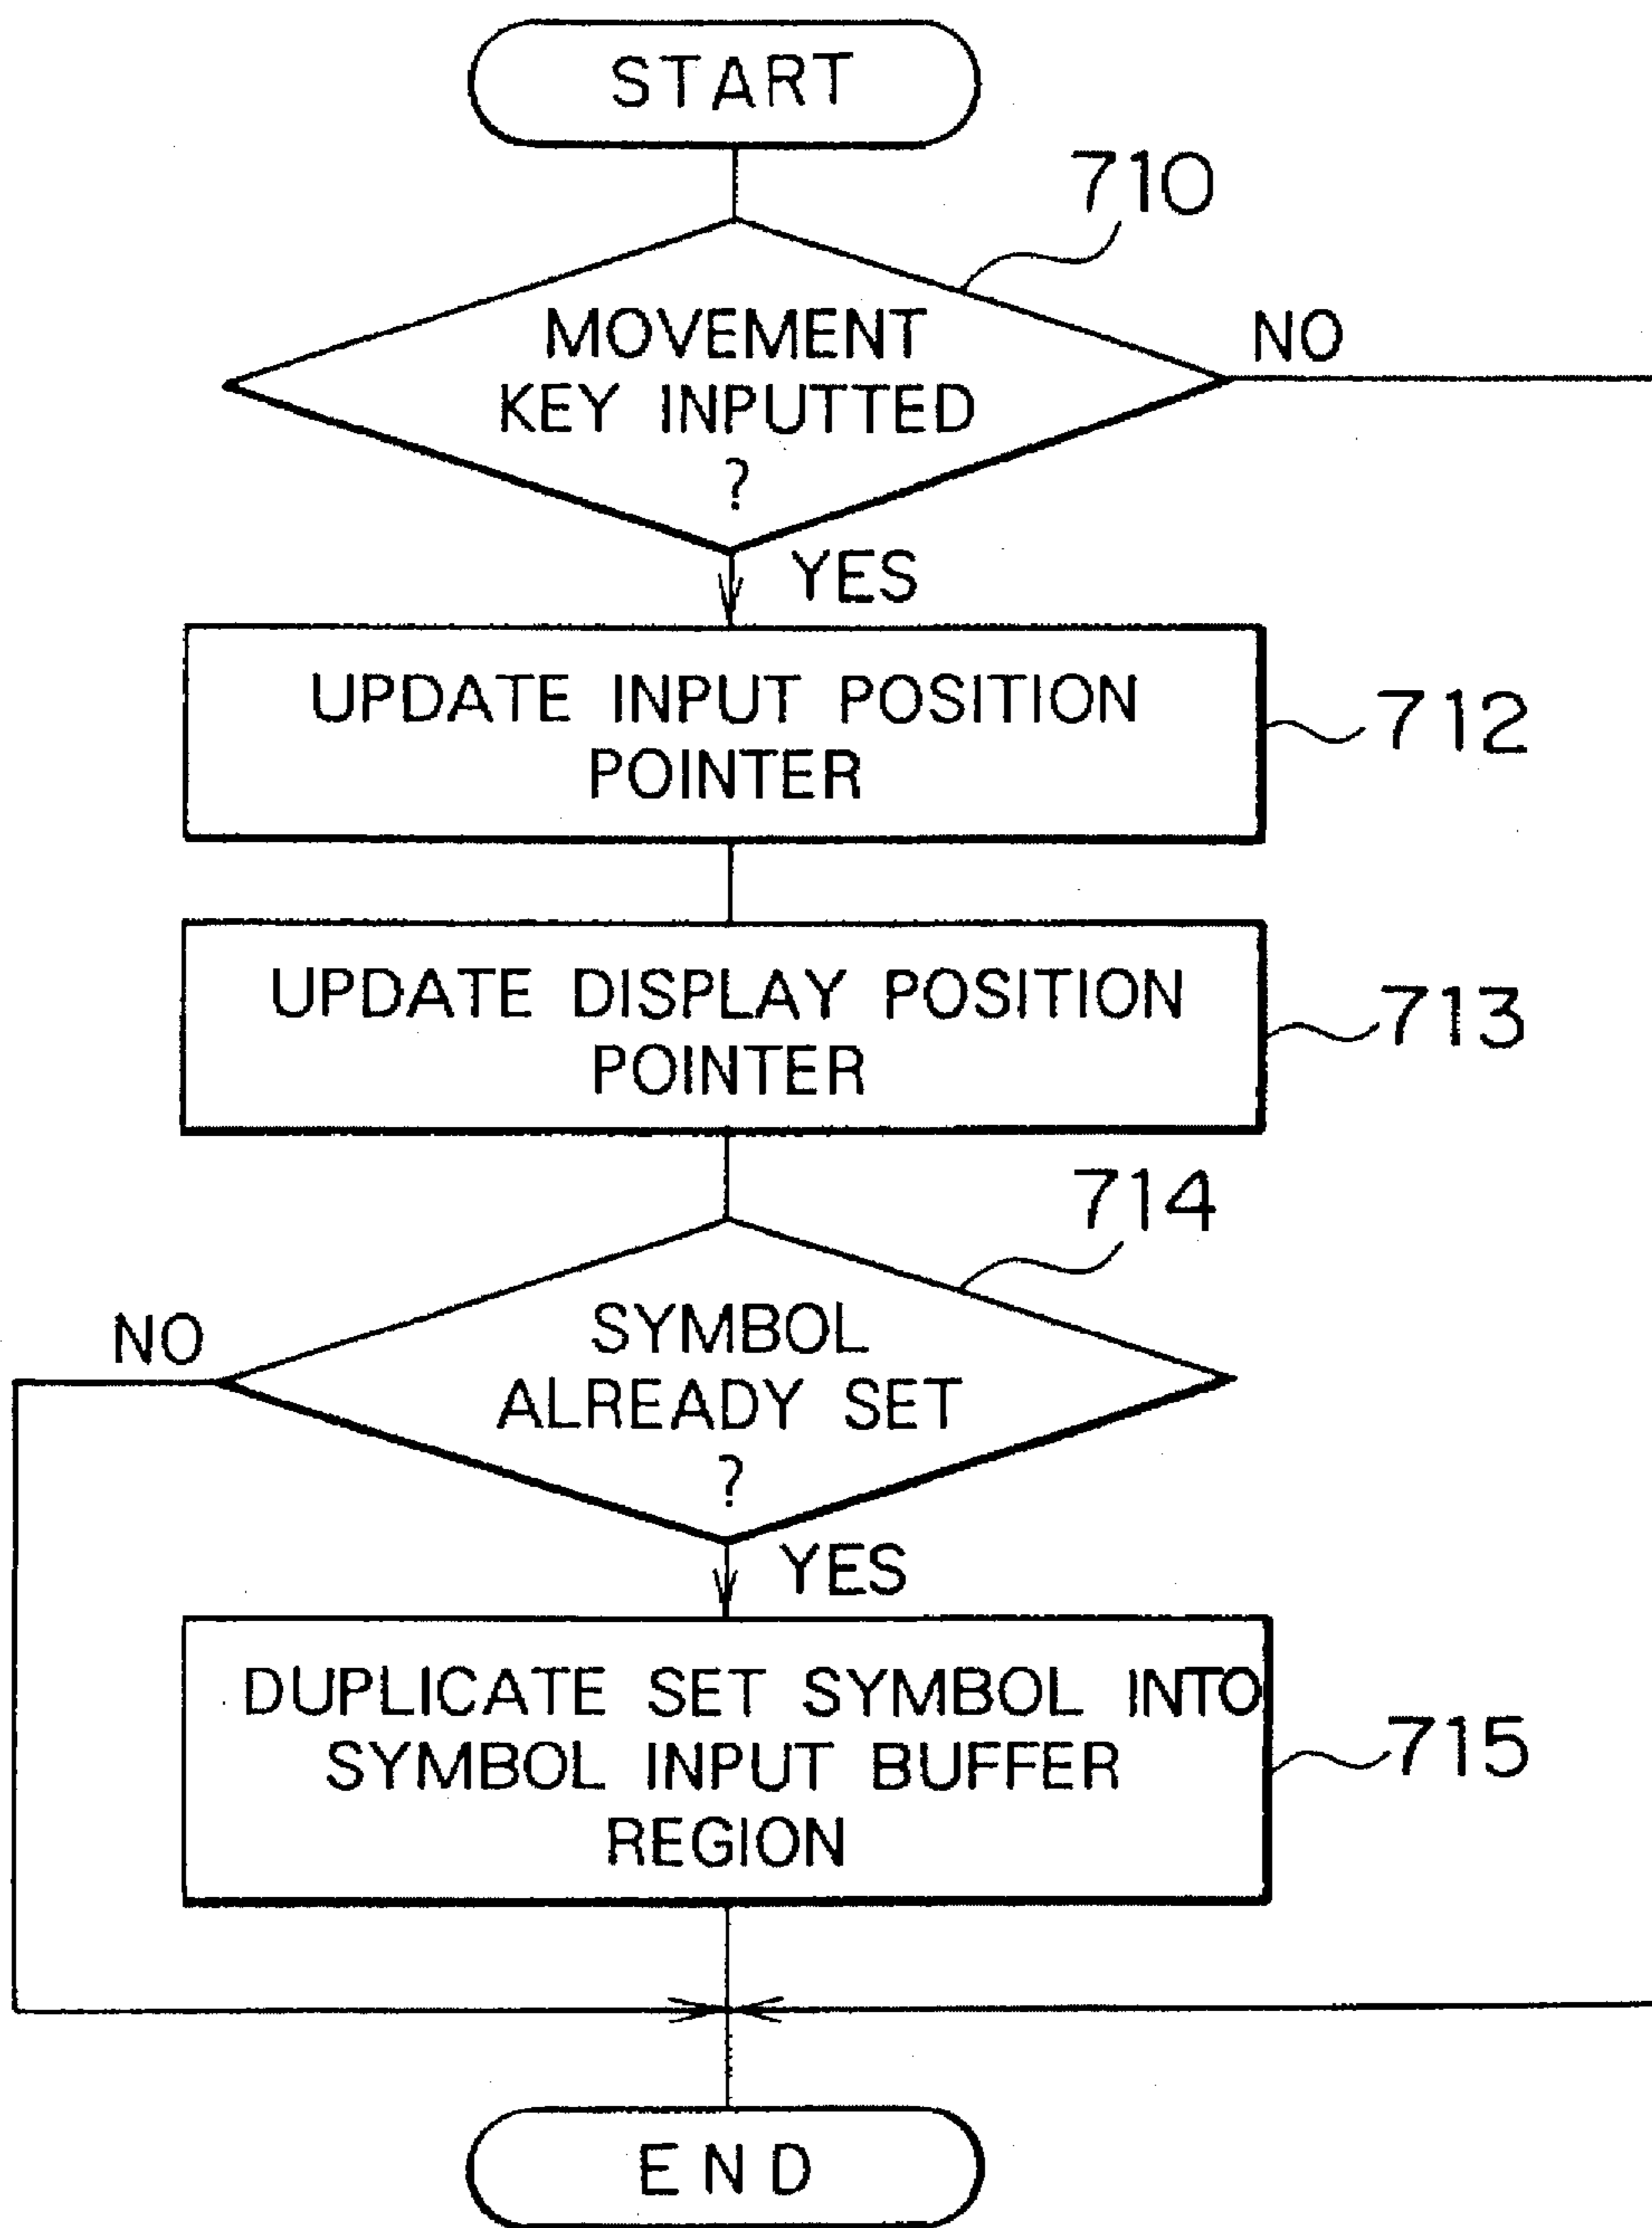 START
710
MOVEMENT
KEY INPUTTED
?
NO
YES
UPDATE INPUT POSITION
POINTER
712
UPDATE DISPLAY POSITION
POINTER
713
714
SYMBOL
ALREADY SET
?
NO
YES
DUPLICATE SET SYMBOL INTO
SYMBOL INPUT BUFFER
REGION
715
END